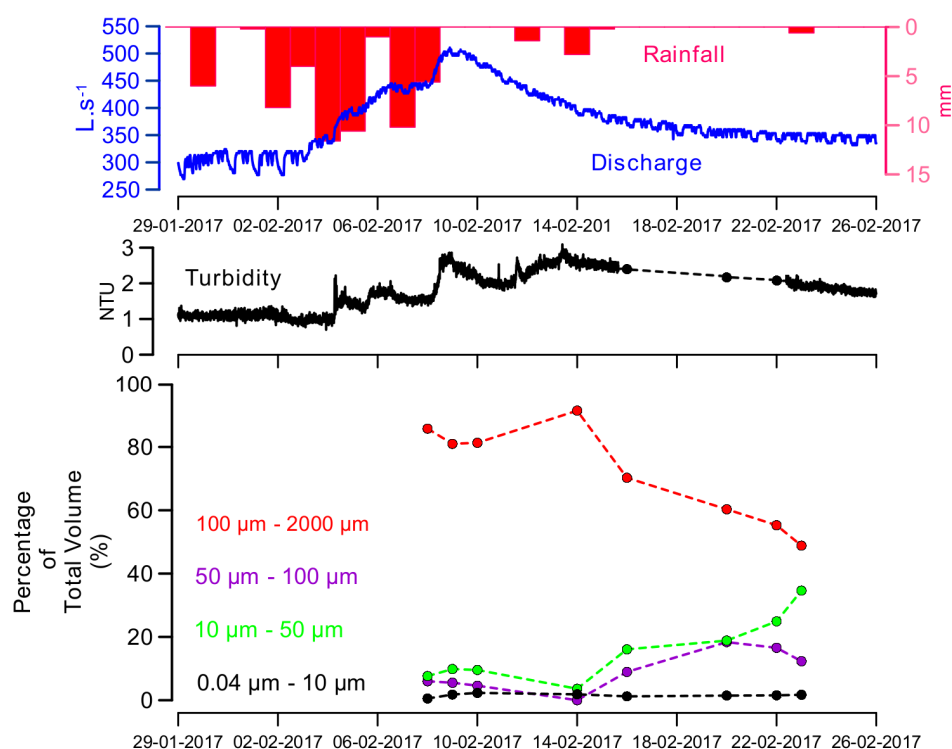 550
500
450
400
350
300
250
L.s-1
0
5
10
15
mm
Rainfall
Discharge
29-01-2017 02-02-2017 06-02-2017 10-02-2017 14-02-201 18-02-2017 22-02-2017 26-02-2017
3
2
1
0
NTU
Turbidity
100
80
60
40
20
0
Percentage
of
Total Volume
(%)
100 µm - 2000 µm
50 µm - 100 µm
10 µm - 50 µm
0.04 µm - 10 µm
29-01-2017 02-02-2017 06-02-2017 10-02-2017 14-02-2017 18-02-2017 22-02-2017 26-02-2017